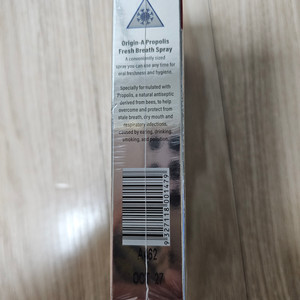 Origin-A Propolis
Fresh Breath Spray
A conveniently sized
spray you can use any time for
oral freshness and hygiene.
Specially formulated with
Propolis, a natural antiseptic
derived from bees, to help
overcome and protect from
stale breath, dry mouth and
respiratory infections,
caused by eating, drinking,
smoking, and pollution.
9327118001479